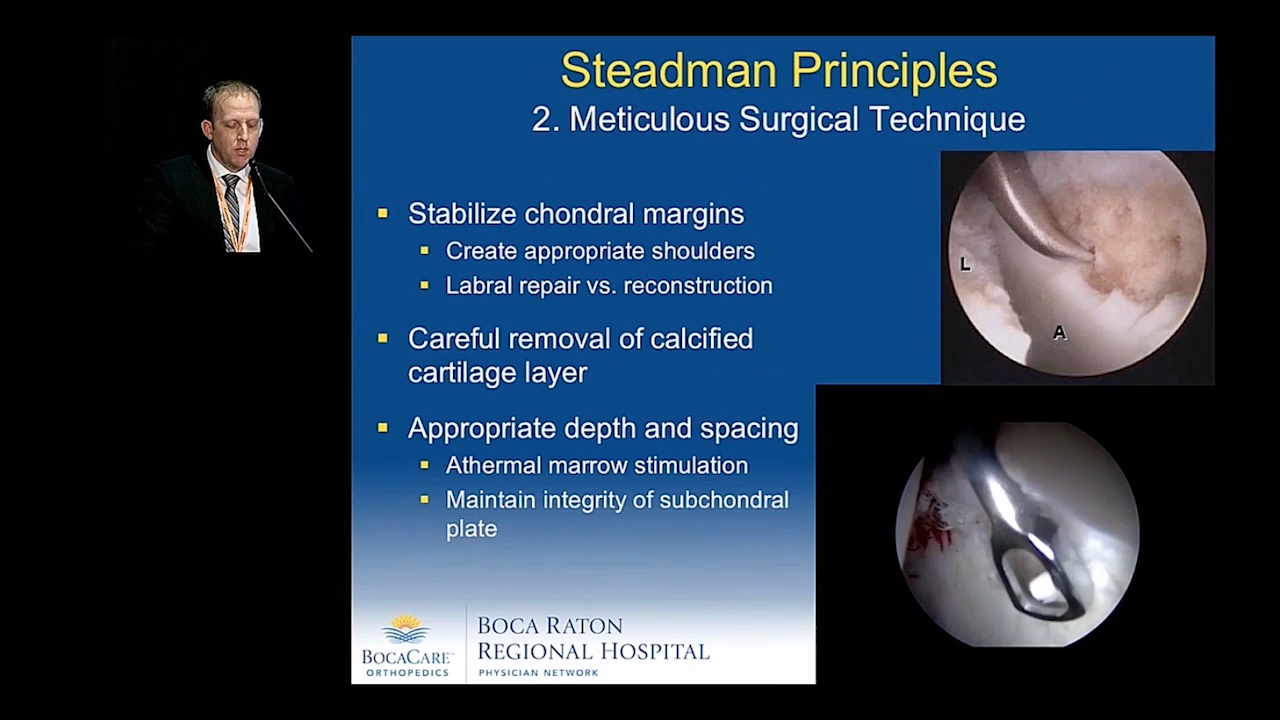 Steadman Principles
2. Meticulous Surgical Technique
Stabilize chondral margins
Create appropriate shoulders
Labral repair vs. reconstruction
Careful removal of calcified
cartilage layer
Appropriate depth and spacing
Athermal marrow stimulation
Maintain integrity of subchondral
plate
L
A
BOCACARE™
ORTHOPEDICS
BOCA RATON
REGIONAL HOSPITAL
PHYSICIAN NETWORK